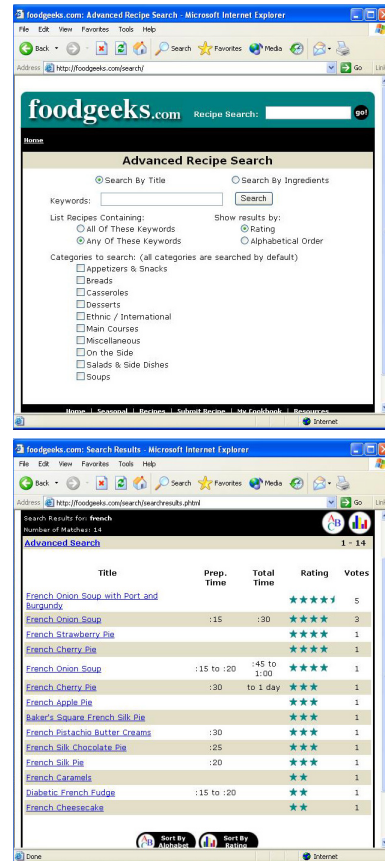 foodgeeks.com: Advanced Recipe Search - Microsoft Internet Explorer
File Edit View Favorites Tools Help
Back Search Favorites Media
Address http://foodgeeks.com/search/ Go Link
foodgeeks.com Recipe Search: go!
Home
Advanced Recipe Search
Search By Title Search By Ingredients
Keywords: Search
List Recipes Containing: Show results by:
All Of These Keywords Rating
Any Of These Keywords Alphabetical Order
Categories to search: (all categories are searched by default)
Appetizers & Snacks
Breads
Casseroles
Desserts
Ethnic / International
Main Courses
Miscellaneous
On the Side
Salads & Side Dishes
Soups
Home | Seasonal | Recipes | Submit Recipe | My Cookbook | Resources
Internet
foodgeeks.com: Search Results - Microsoft Internet Explorer
File Edit View Favorites Tools Help
Back Search Favorites Media
Address http://foodgeeks.com/search/searchresults.phtml Go Link
Search Results for: french
Number of Matches: 14
AB
Advanced Search 1 - 14
Title Prep. Time Total Time Rating Votes
French Onion Soup with Port and Burgundy 5
French Onion Soup :15 :30 3
French Strawberry Pie 1
French Cherry Pie 1
French Onion Soup :15 to :20 :45 to 1:00 1
French Cherry Pie :30 to 1 day 1
French Apple Pie 1
Baker's Square French Silk Pie 1
French Pistachio Butter Creams :30 1
French Silk Chocolate Pie :25 1
French Silk Pie :20 1
French Caramels 1
Diabetic French Fudge :15 to :20 1
French Cheesecake 1
AB Sort By Alphabet Sort By Rating
Done Internet